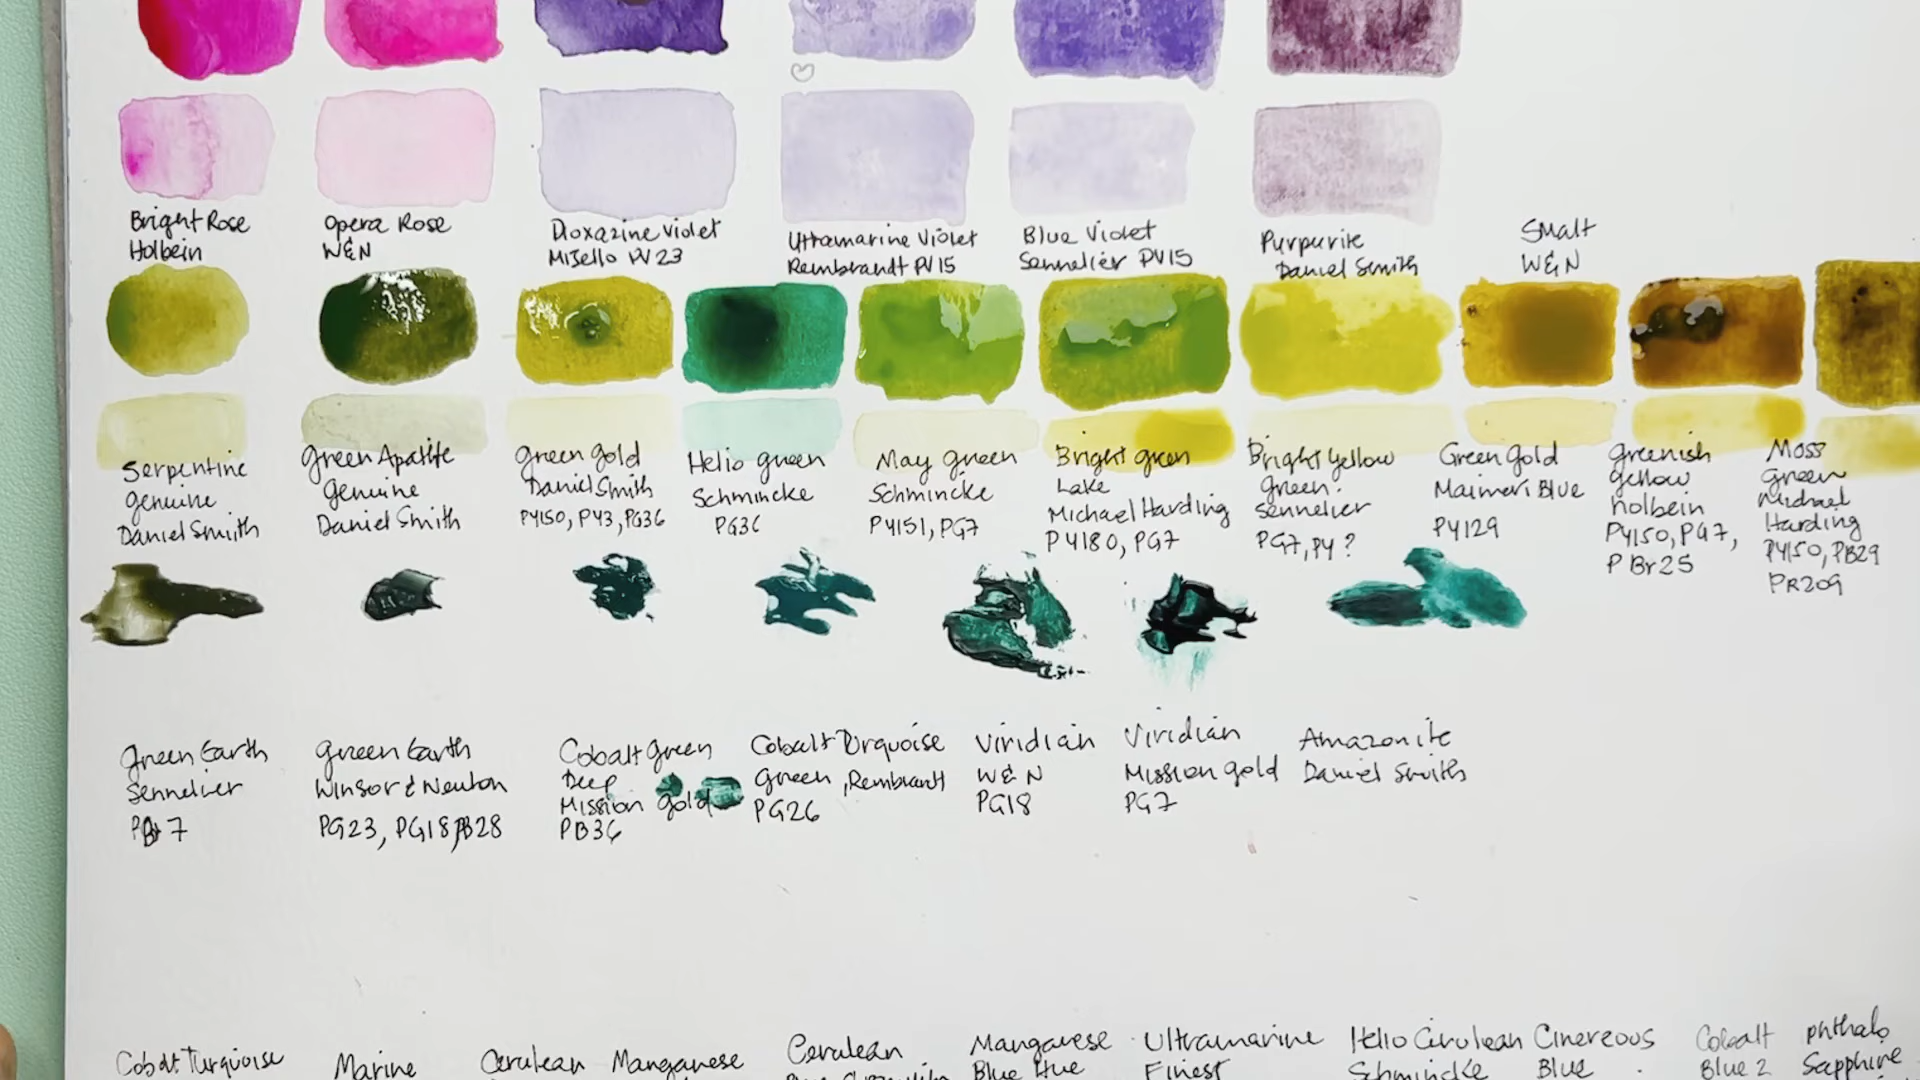 Bright Rose
Holbein
Opera Rose
W&N
Dioxazine Violet
Mijello PV23
Ultramarine Violet
Rembrandt PV15
Blue Violet
Sennelier PV15
Purpurite
Daniel Smith
Smalt
W&N
Serpentine
genuine
Daniel Smith
Green Apatite
Genuine
Daniel Smith
Green Gold
Daniel Smith
PY150, PY3, PG36
Helio green
Schmincke
PG36
May green
Schmincke
PY151, PG7
Bright green
Lake
Michael Harding
PY180, PG7
Bright Yellow
Green.
Sennelier
PG7, PY ?
Green Gold
Maimeri Blue
PY129
Greenish
Yellow
holbein
PY150, PG7,
PBr25
Moss
Green
Michael
Harding
PY150, PB29
PR209
Green Earth
Sennelier
Green Earth
Winsor & Newton
PG23, PG18, PB28
Cobalt Green
Deep
Mission Gold
PB36
Cobalt Turquoise
Green, Rembrandt
PG26
Viridian
W&N
PG18
Viridian
Mission gold
PG7
Amazonite
Daniel Smith
Cobalt Turquoise
Marine
Cerulean
Manganese
Cerulean
Manganese
Blue Hue
Ultramarine
Finest
Helio Cerulean
Schmincke
Cinereous
Blue
Cobalt
Blue 2
phthalo
Sapphire